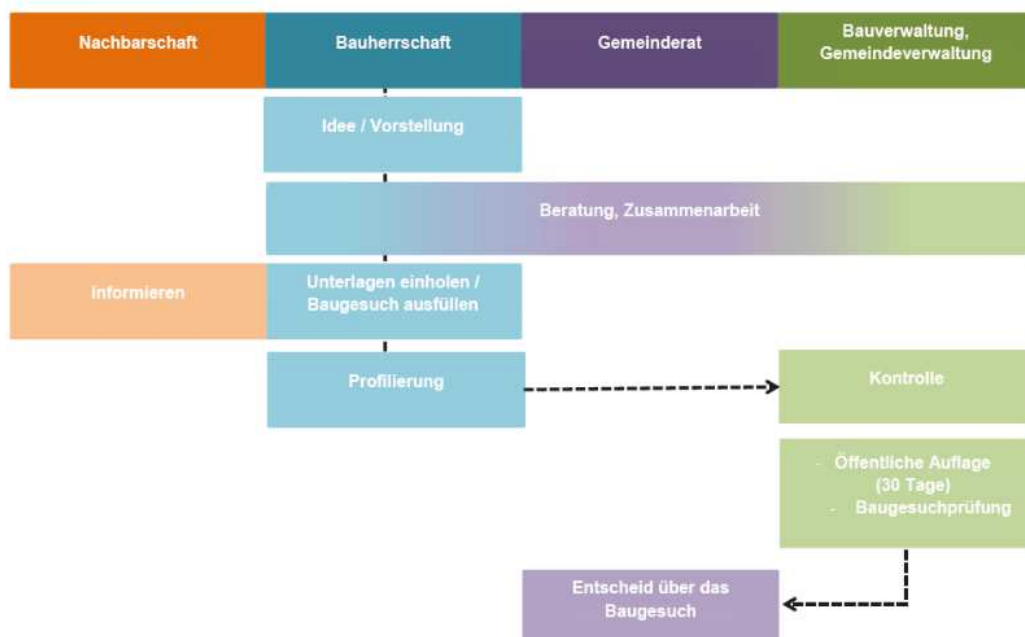 Nachbarschaft
Bauherrschaft
Gemeinderat
Bauverwaltung,
Gemeindeverwaltung
Idee / Vorstellung
Beratung, Zusammenarbeit
Informieren
Unterlagen einholen /
Baugesuch ausfüllen
Profilierung
Kontrolle
- Öffentliche Auflage
(30 Tage)
- Baugesuchprüfung
Entscheid über das
Baugesuch